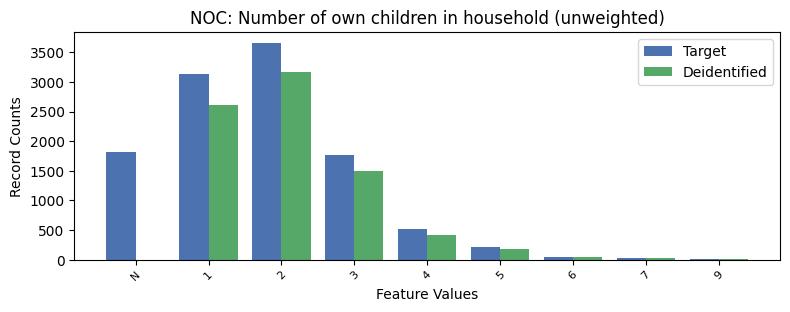 NOC: Number of own children in household (unweighted)
Target
Deidentified
Record Counts
3500
3000
2500
2000
1500
1000
500
0
N 1 2 3 4 5 6 7 9
Feature Values